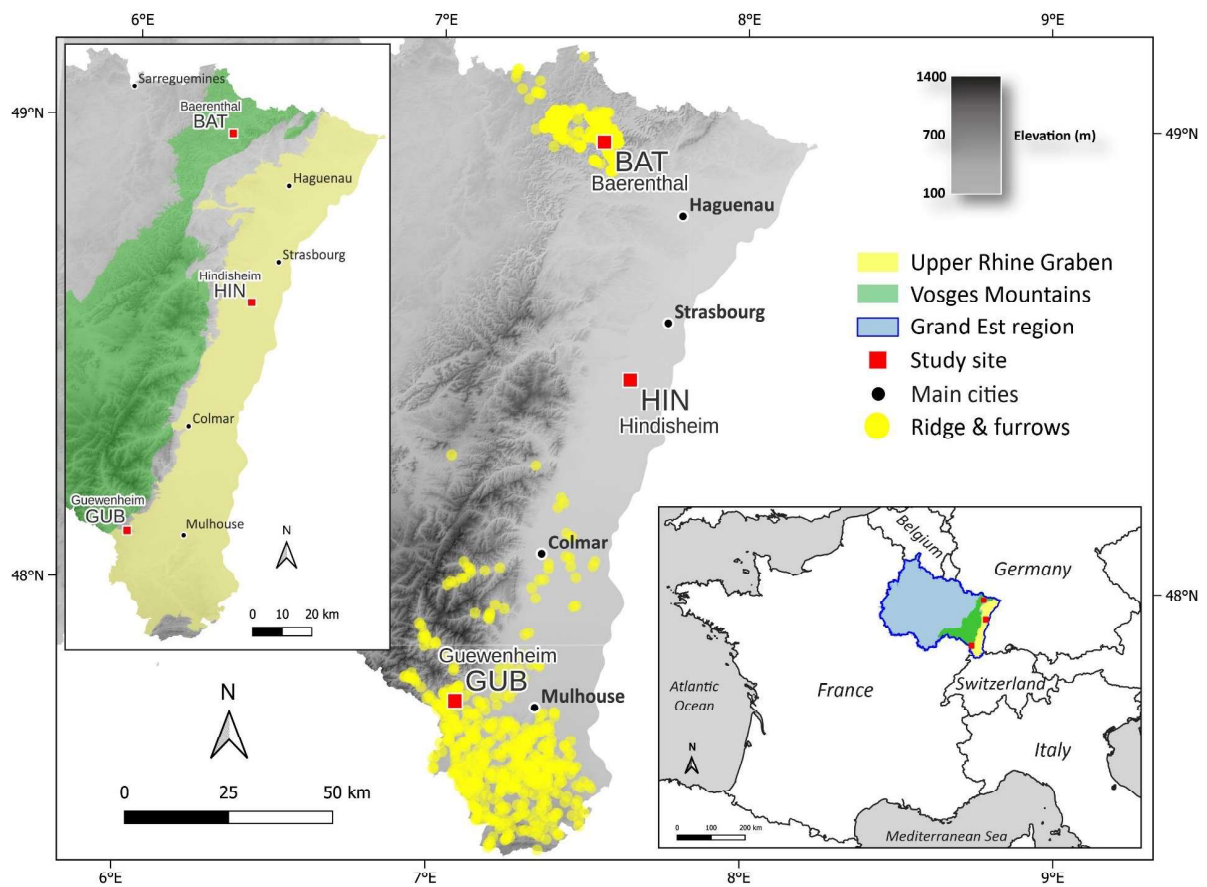 6°E
7°E
8°E
9°E
49°N
48°N
49°N
48°N
6°E
7°E
8°E
9°E
Sarreguemines
Baerenthal
BAT
Haguenau
Strasbourg
Hindisheim
HIN
Colmar
Guewenheim
GUB
Mulhouse
N
0 10 20 km
BAT
Baerenthal
Haguenau
Strasbourg
HIN
Hindisheim
Colmar
Guewenheim
GUB
Mulhouse
N
0 25 50 km
1400
700
100
Elevation (m)
Upper Rhine Graben
Vosges Mountains
Grand Est region
Study site
Main cities
Ridge & furrows
Belgium
Germany
France
Switzerland
Italy
Atlantic
Ocean
Mediterranean Sea
N
0 100 200 km